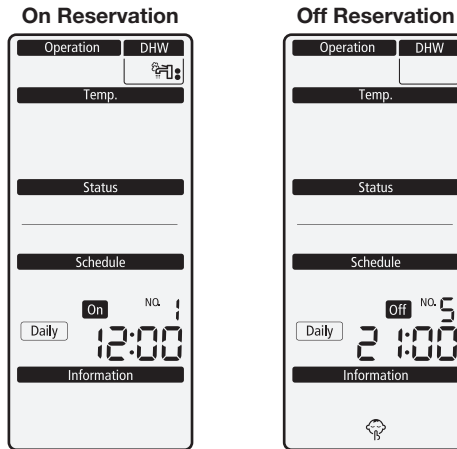 On Reservation
Operation DHW
Temp.
Status
Schedule
On NO. 1
Daily 12:00
Information
Off Reservation
Operation DHW
Temp.
Status
Schedule
Off NO. 5
Daily 21:00
Information